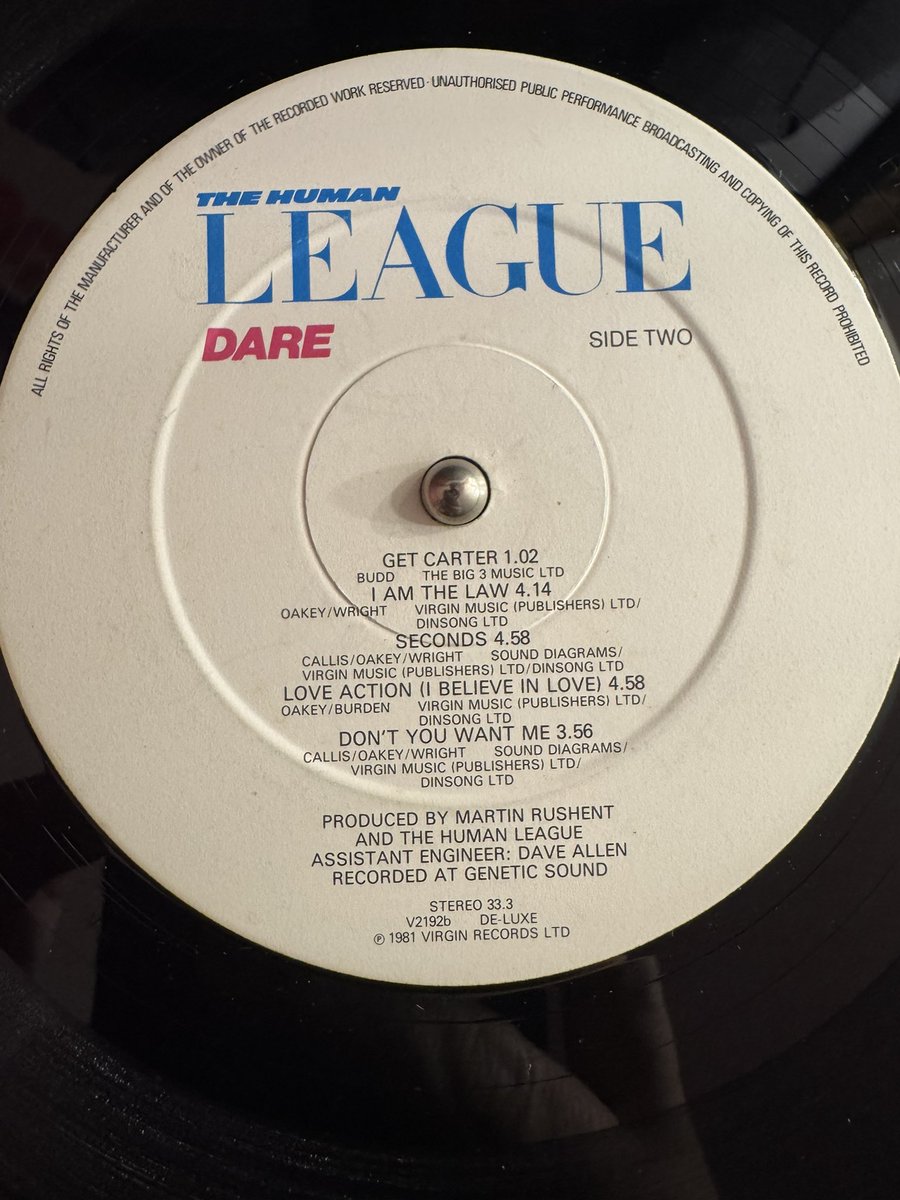 ALL RIGHTS OF THE MANUFACTURER AND OF THE OWNER OF THE RECORDED WORK RESERVED · UNAUTHORISED PUBLIC PERFORMANCE BROADCASTING AND COPYING OF THIS RECORD PROHIBITED
THE HUMAN
LEAGUE
DARE SIDE TWO
GET CARTER 1.02
BUDD THE BIG 3 MUSIC LTD
I AM THE LAW 4.14
OAKEY/WRIGHT VIRGIN MUSIC (PUBLISHERS) LTD/
DINSONG LTD
SECONDS 4.58
CALLIS/OAKEY/WRIGHT SOUND DIAGRAMS/
VIRGIN MUSIC (PUBLISHERS) LTD/DINSONG LTD
LOVE ACTION (I BELIEVE IN LOVE) 4.58
OAKEY/BURDEN VIRGIN MUSIC (PUBLISHERS) LTD/
DINSONG LTD
DON'T YOU WANT ME 3.56
CALLIS/OAKEY/WRIGHT SOUND DIAGRAMS/
VIRGIN MUSIC (PUBLISHERS) LTD/
DINSONG LTD
PRODUCED BY MARTIN RUSHENT
AND THE HUMAN LEAGUE
ASSISTANT ENGINEER: DAVE ALLEN
RECORDED AT GENETIC SOUND
STEREO 33.3
V2192b DE-LUXE
℗ 1981 VIRGIN RECORDS LTD